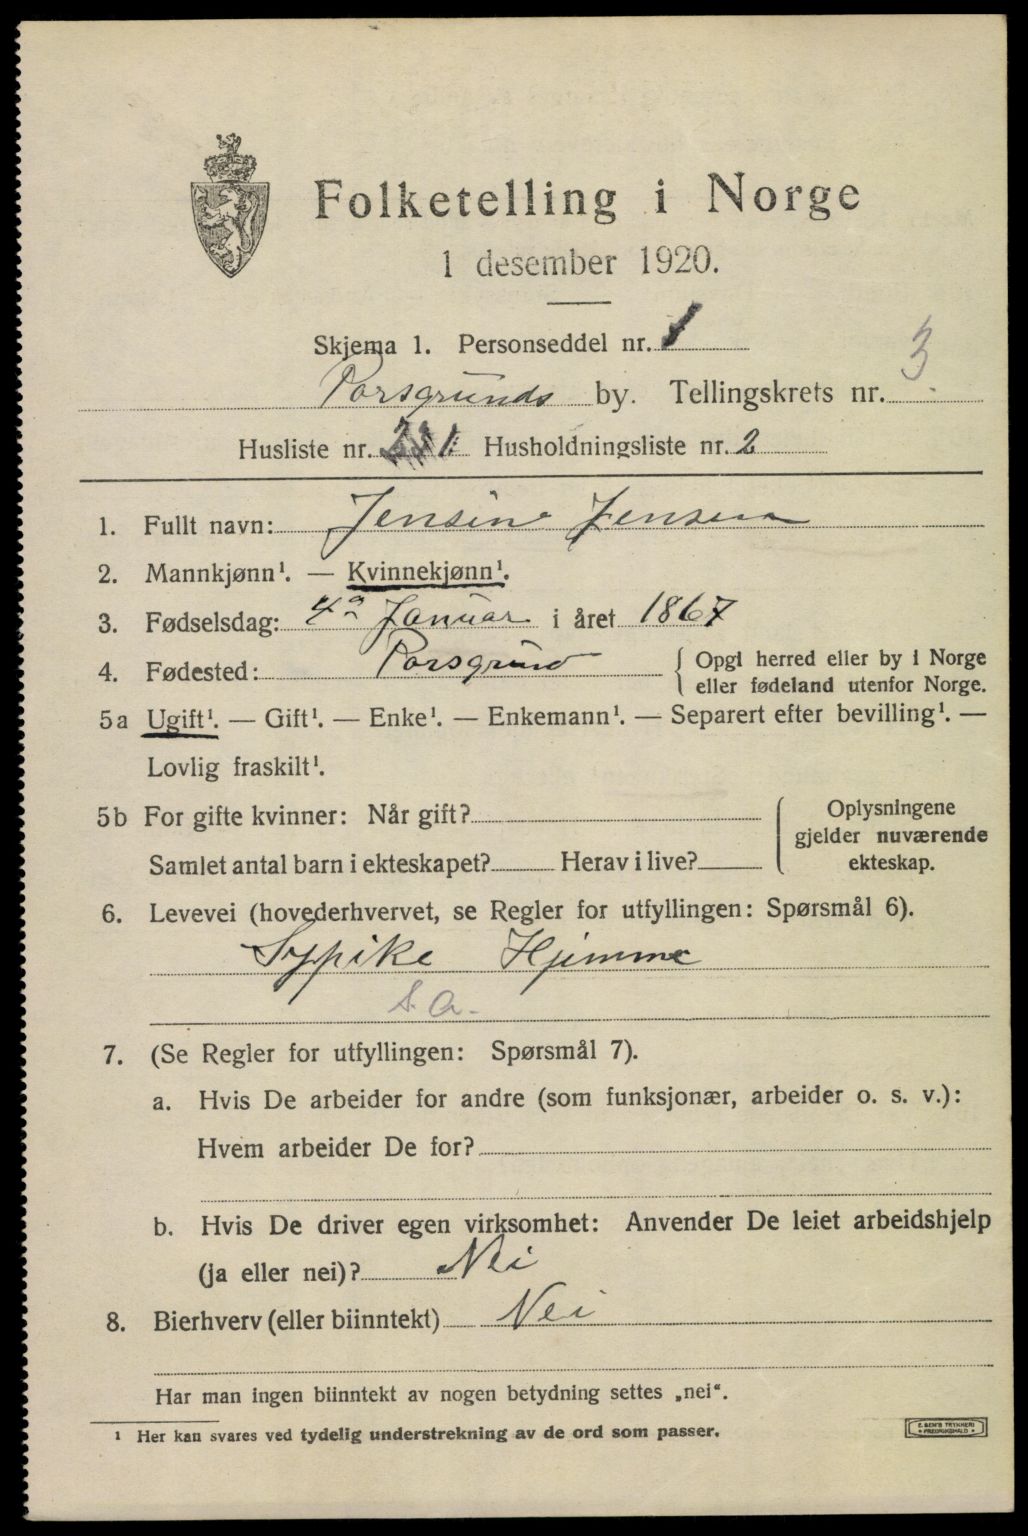 Folketelling i Norge
1 desember 1920.
Skjema 1. Personseddel nr. 1
Porsgrunds by. Tellingskrets nr. 3.
Husliste nr. 1 Husholdningsliste nr. 2
1. Fullt navn: Jensine Jensen
2. Mannkjønn¹. — Kvinnekjønn¹.
3. Fødselsdag: 4de Januar i året 1867
4. Fødested: Porsgrund { Opgi herred eller by i Norge
eller fødeland utenfor Norge.
5a Ugift¹. — Gift¹. — Enke¹. — Enkemann¹. — Separert efter bevilling¹. —
Lovlig fraskilt¹.
5b For gifte kvinner: Når gift?
Samlet antal barn i ekteskapet? Herav i live?
{ Oplysningene
gjelder nuværende
ekteskap.
6. Levevei (hovederhvervet, se Regler for utfyllingen: Spørsmål 6).
Sypike Hjemme
S. a.
7. (Se Regler for utfyllingen: Spørsmål 7).
a. Hvis De arbeider for andre (som funksjonær, arbeider o. s. v.):
Hvem arbeider De for?
b. Hvis De driver egen virksomhet: Anvender De leiet arbeidshjelp
(ja eller nei)? Nei
8. Bierhverv (eller biinntekt) Nei
Har man ingen biinntekt av nogen betydning settes „nei“.
¹ Her kan svares ved tydelig understrekning av de ord som passer.
E. SEM'S TRYKKERI
FREDRIKSHALD